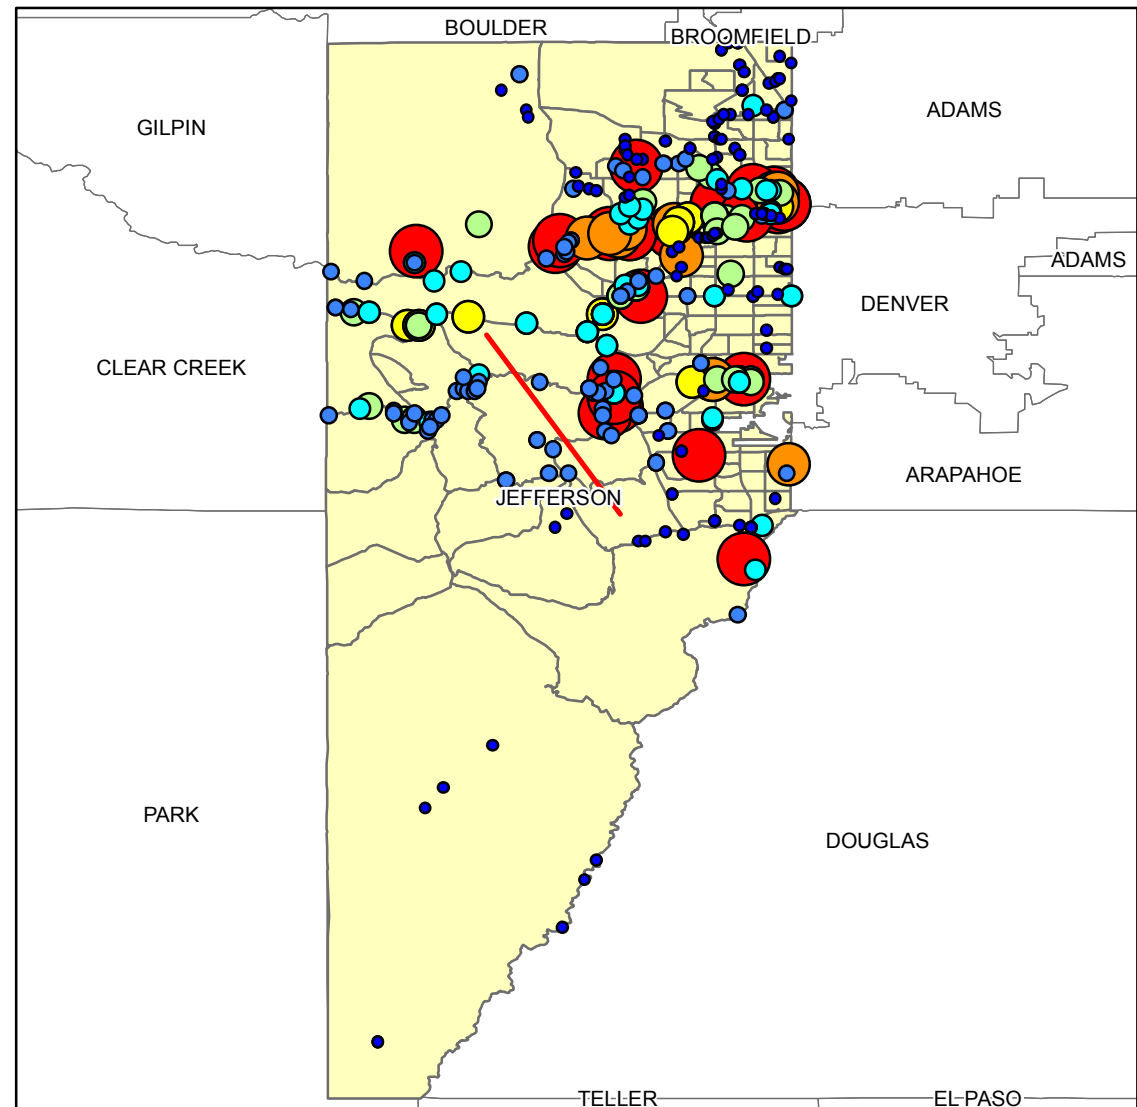 BOULDER
BROOMFIELD
GILPIN
ADAMS
ADAMS
DENVER
CLEAR CREEK
ARAPAHOE
JEFFERSON
PARK
DOUGLAS
TELLER
EL PASO